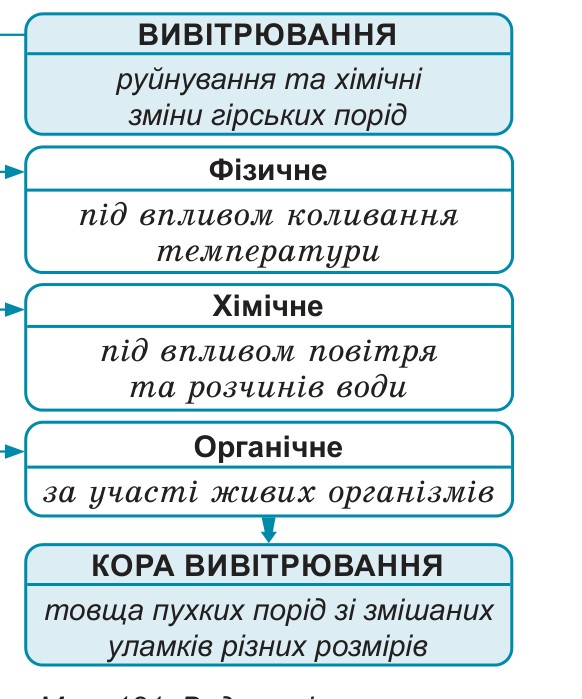 ВИВІТРЮВАННЯ
руйнування та хімічні
зміни гірських порід
Фізичне
під впливом коливання
температури
Хімічне
під впливом повітря
та розчинів води
Органічне
за участі живих організмів
КОРА ВИВІТРЮВАННЯ
товща пухких порід зі змішаних
уламків різних розмірів